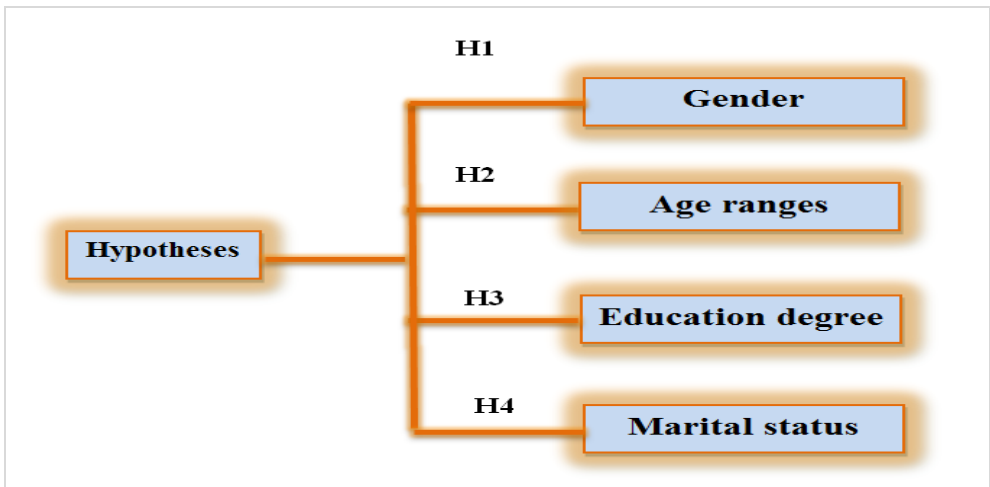 H1
Gender
H2
Age ranges
Hypotheses
H3
Education degree
H4
Marital status